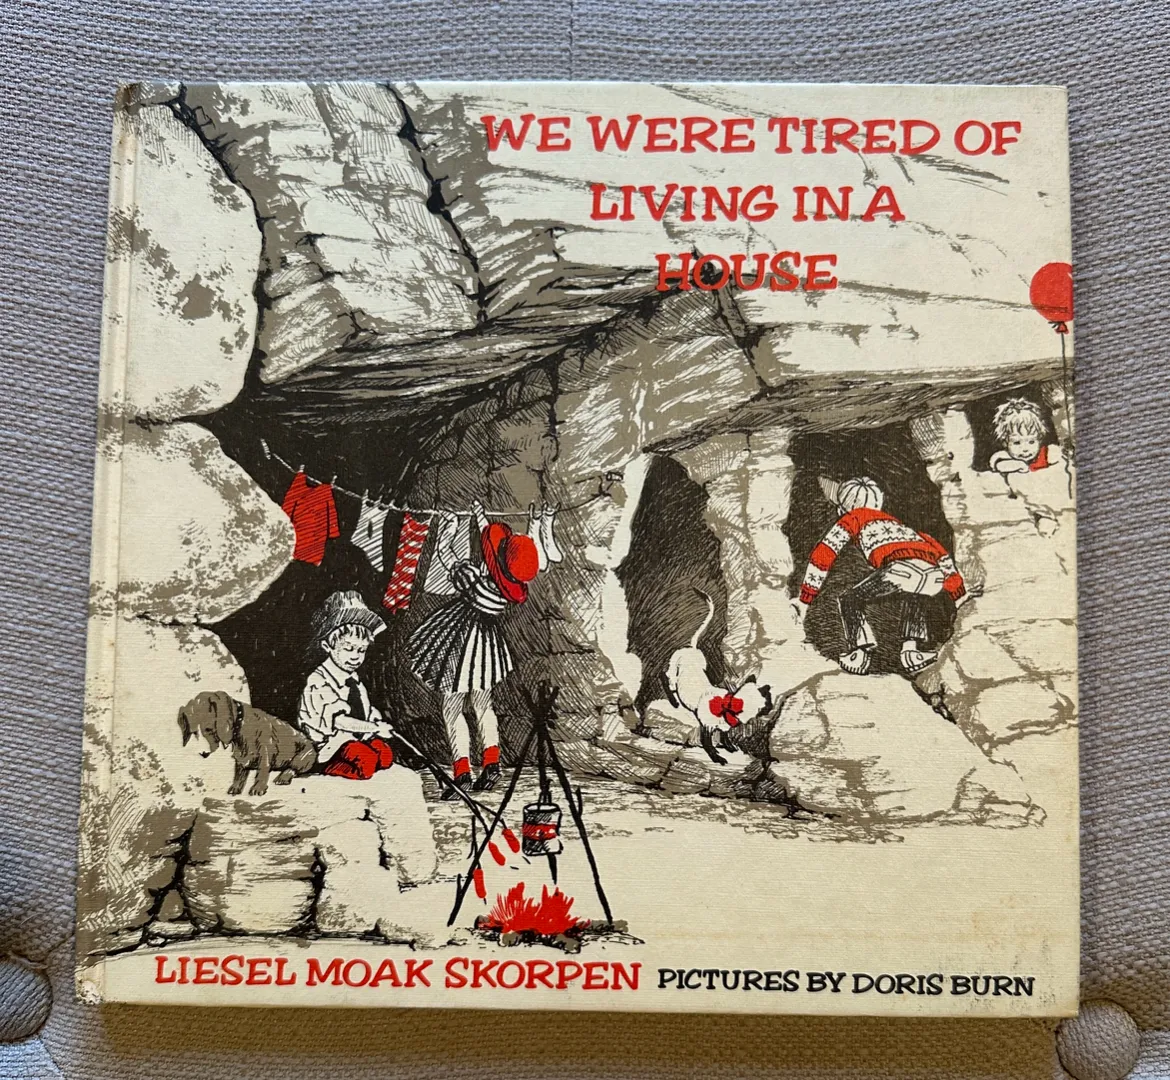 WE WERE TIRED OF
LIVING IN A
HOUSE
LIESEL MOAK SKORPEN PICTURES BY DORIS BURN